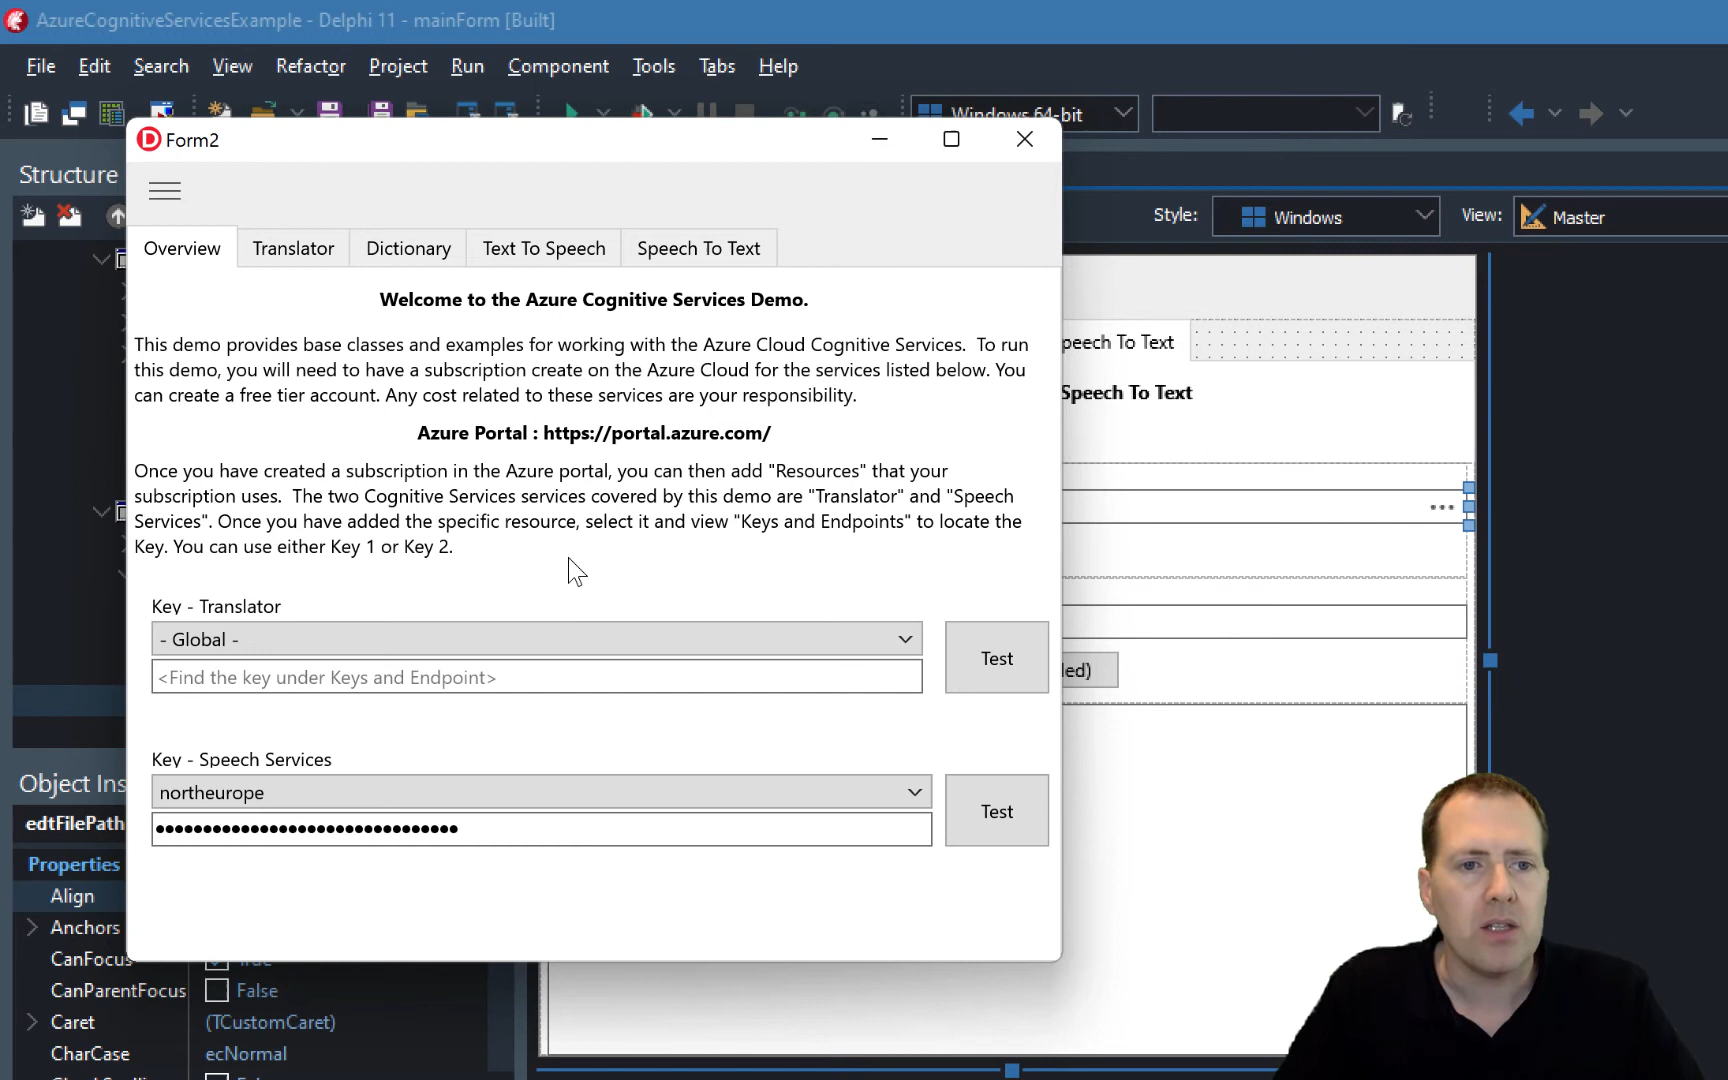 AzureCognitiveServicesExample - Delphi 11 - mainForm [Built]
File Edit Search View Refactor Project Run Component Tools Tabs Help
Windows 64-bit
Form2
Structure
Style: Windows View: Master
Overview Translator Dictionary Text To Speech Speech To Text
Welcome to the Azure Cognitive Services Demo.
This demo provides base classes and examples for working with the Azure Cloud Cognitive Services. To run
this demo, you will need to have a subscription create on the Azure Cloud for the services listed below. You
can create a free tier account. Any cost related to these services are your responsibility.
Azure Portal : https://portal.azure.com/
Once you have created a subscription in the Azure portal, you can then add "Resources" that your
subscription uses. The two Cognitive Services services covered by this demo are "Translator" and "Speech
Services". Once you have added the specific resource, select it and view "Keys and Endpoints" to locate the
Key. You can use either Key 1 or Key 2.
Key - Translator
- Global -
<Find the key under Keys and Endpoint>
Test
Key - Speech Services
northeurope
••••••••••••••••••••••••••••••••
Test
peech To Text
Speech To Text
led)
Object Ins
edtFilePath
Properties
Align
Anchors
CanFocus True
CanParentFocus False
Caret (TCustomCaret)
CharCase ecNormal